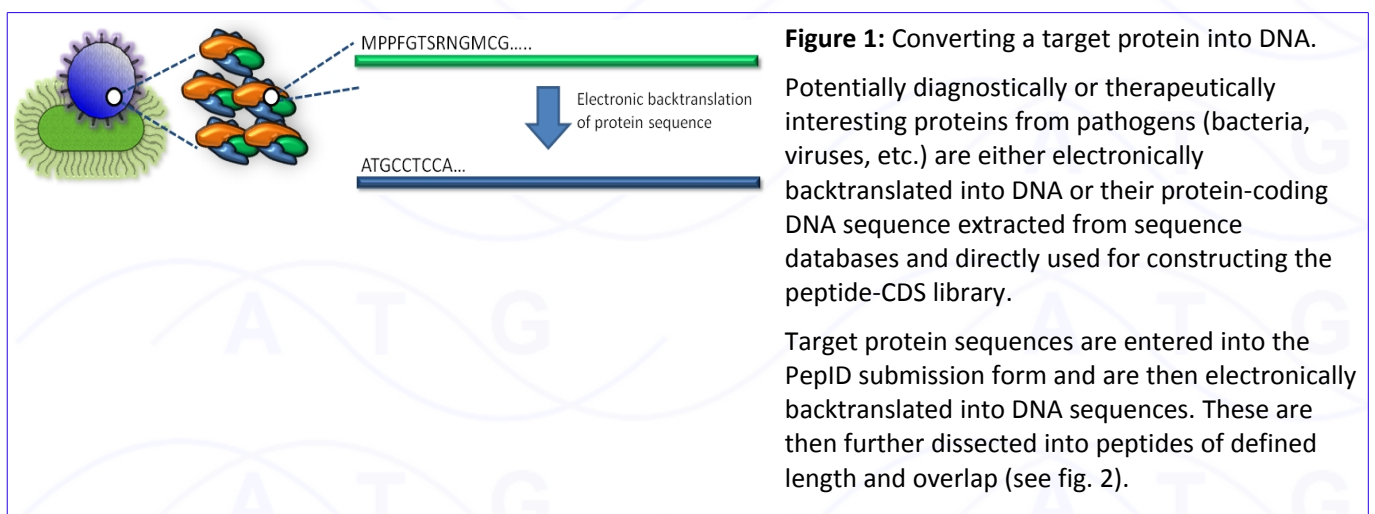 MPPFGTSRNGMCG.....
Electronic backtranslation
of protein sequence
ATGCCTCCA...
Figure 1: Converting a target protein into DNA.
Potentially diagnostically or therapeutically
interesting proteins from pathogens (bacteria,
viruses, etc.) are either electronically
backtranslated into DNA or their protein-coding
DNA sequence extracted from sequence
databases and directly used for constructing the
peptide-CDS library.
Target protein sequences are entered into the
PepID submission form and are then electronically
backtranslated into DNA sequences. These are
then further dissected into peptides of defined
length and overlap (see fig. 2).
A T G
A T G
G
G